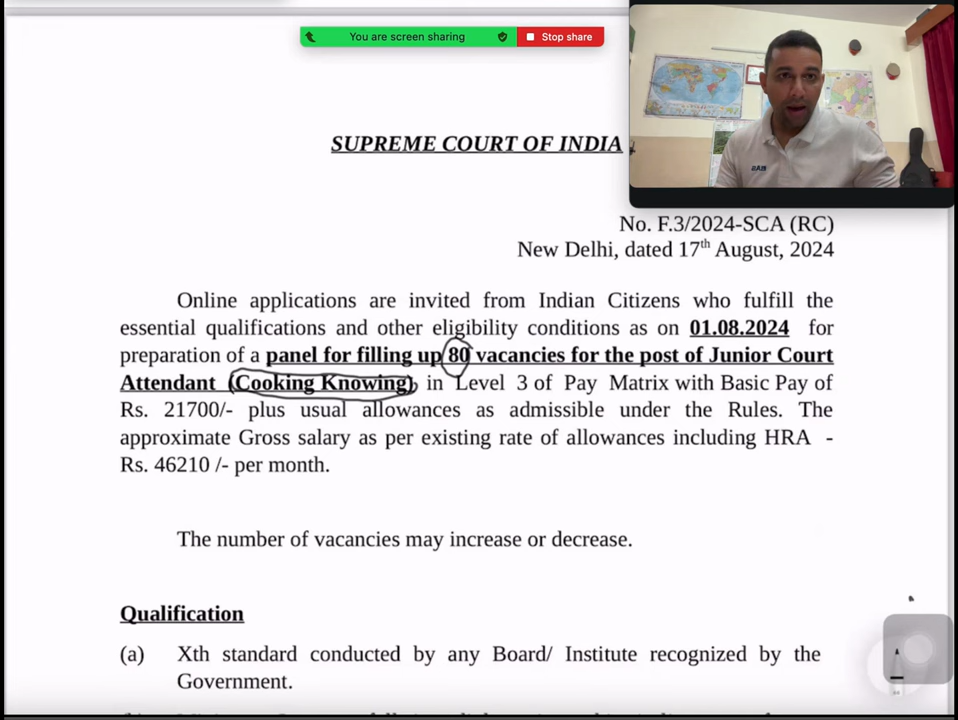 You are screen sharing
Stop share
SUPREME COURT OF INDIA
No. F.3/2024-SCA (RC)
New Delhi, dated 17th August, 2024
Online applications are invited from Indian Citizens who fulfill the
essential qualifications and other eligibility conditions as on 01.08.2024 for
preparation of a panel for filling up 80 vacancies for the post of Junior Court
Attendant (Cooking Knowing), in Level 3 of Pay Matrix with Basic Pay of
Rs. 21700/- plus usual allowances as admissible under the Rules. The
approximate Gross salary as per existing rate of allowances including HRA -
Rs. 46210 /- per month.
The number of vacancies may increase or decrease.
Qualification
(a) Xth standard conducted by any Board/ Institute recognized by the
Government.